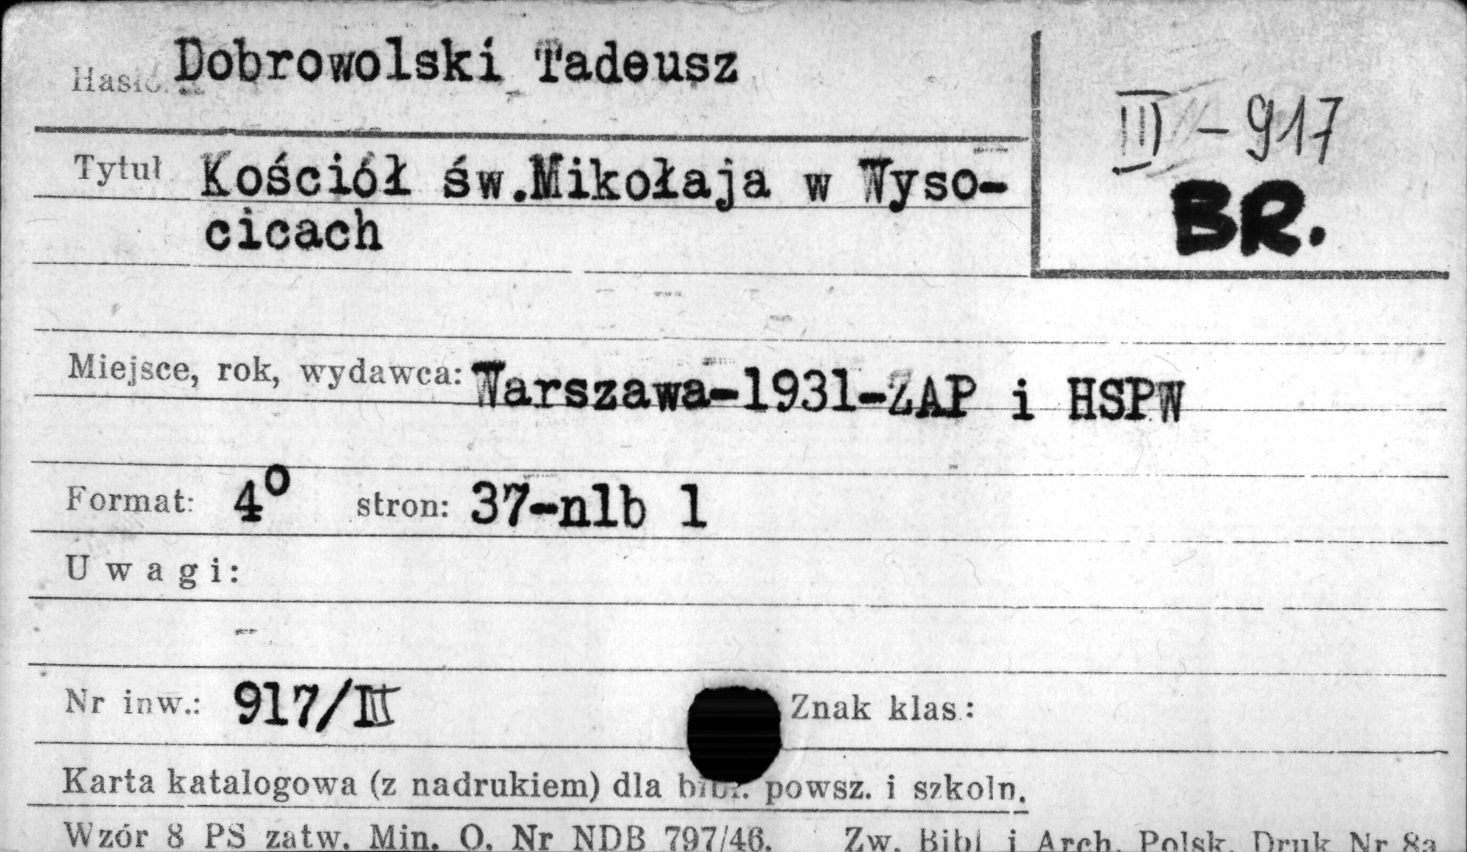 Hasło: Dobrowolski Tadeusz
III - 917
BR.
Tytuł Kościół św.Mikołaja w Wyso-
cicach
Miejsce, rok, wydawca: Warszawa-1931-ZAP i HSPW
Format: 4° stron: 37-nlb 1
Uwagi:
Nr inw.: 917/III Znak klas.:
Karta katalogowa (z nadrukiem) dla bibl. powsz. i szkoln.
Wzór 8 PS zatw. Min. O. Nr NDB 797/46. Zw. Bibl i Arch. Polsk. Druk Nr 8a